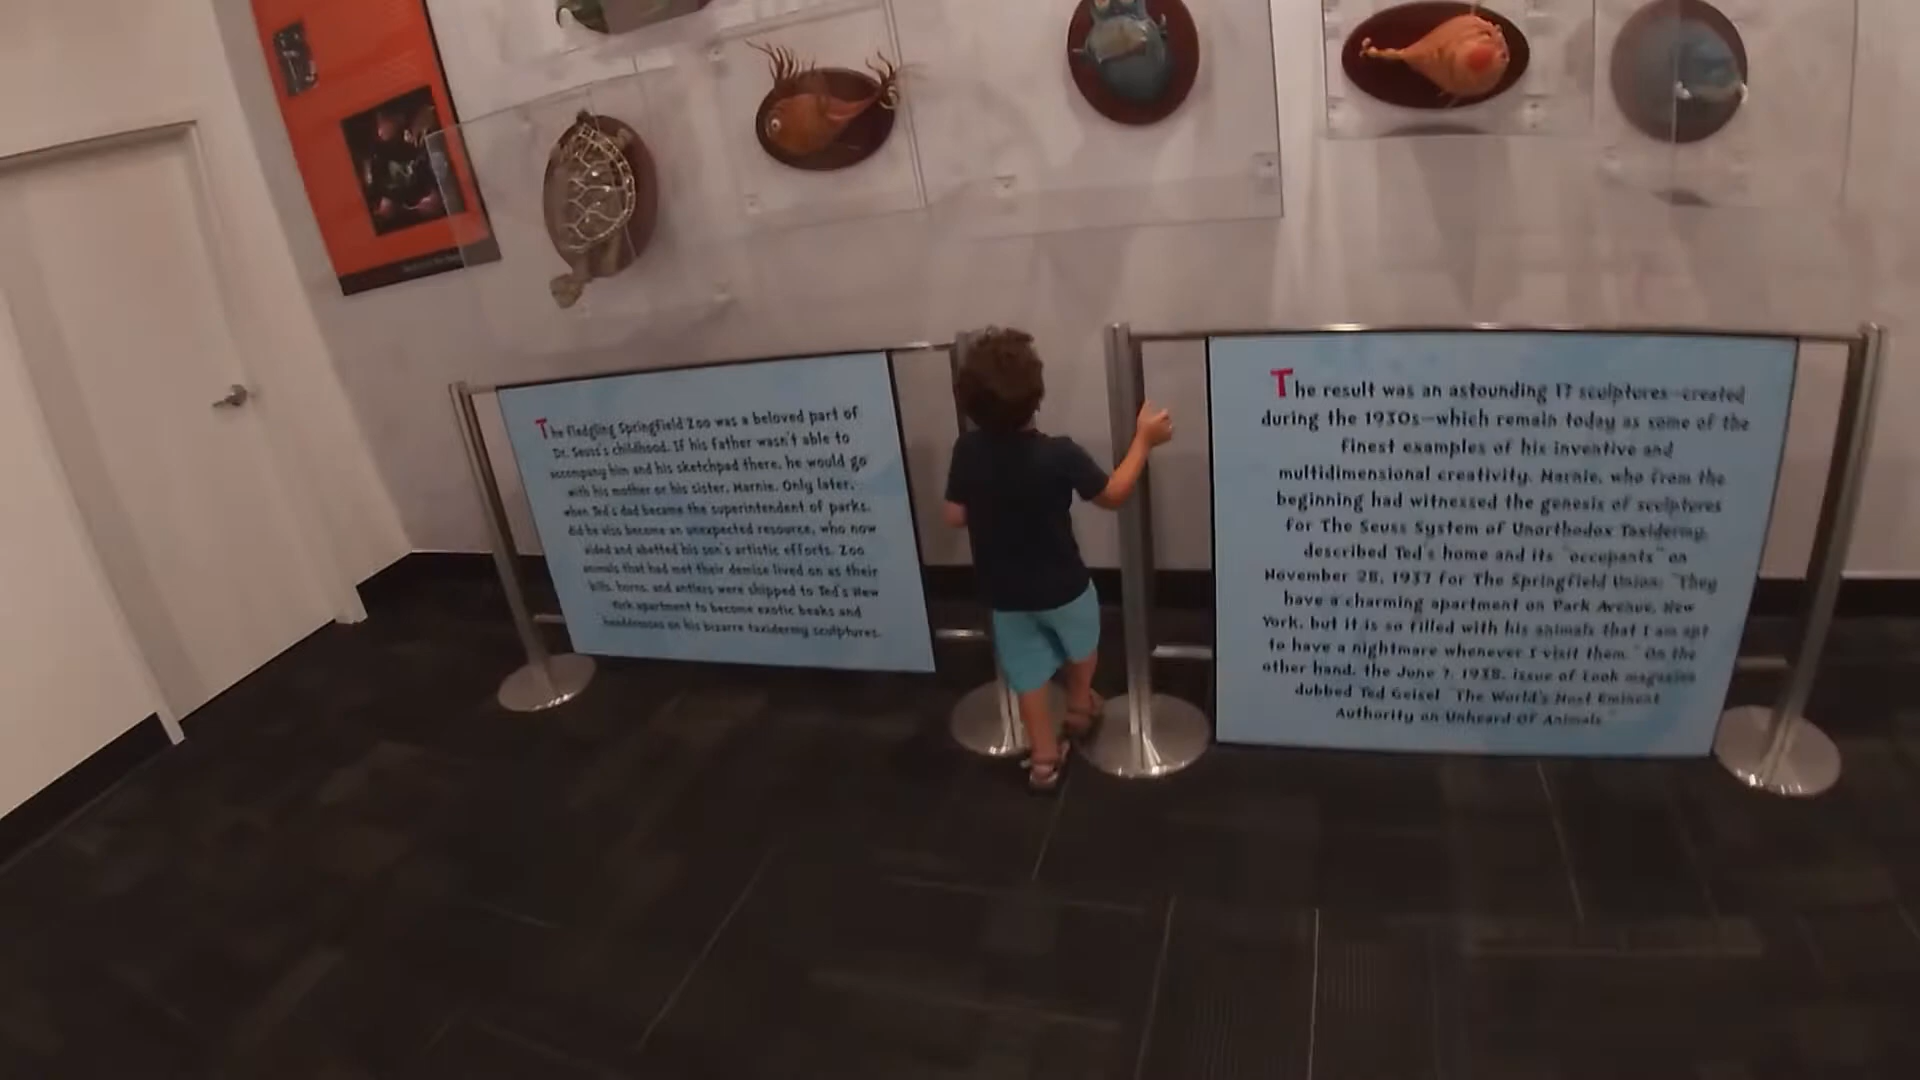 The fledgling Springfield Zoo was a beloved part of
Dr. Seuss's childhood. If his father wasn't able to
accompany him and his sketchpad there, he would go
with his mother or his sister, Marnie. Only later,
when Ted's dad became the superintendent of parks,
did he also become an unexpected resource, who now
aided and abetted his son's artistic efforts. Zoo
animals that had met their demise lived on as their
bills, horns, and antlers were shipped to Ted's New
York apartment to become exotic beaks and
headdresses on his bizarre taxidermy sculptures.
The result was an astounding 17 sculptures—created
during the 1930s—which remain today as some of the
finest examples of his inventive and
multidimensional creativity. Marnie, who from the
beginning had witnessed the genesis of sculptures
for The Seuss System of Unorthodox Taxidermy,
described Ted's home and its "occupants" on
November 28, 1937 for The Springfield Union: "They
have a charming apartment on Park Avenue, New
York, but it is so filled with his animals that I am apt
to have a nightmare whenever I visit them." On the
other hand, the June 7, 1938, issue of Look magazine
dubbed Ted Geisel "The World's Most Eminent
Authority on Unheard Of Animals."